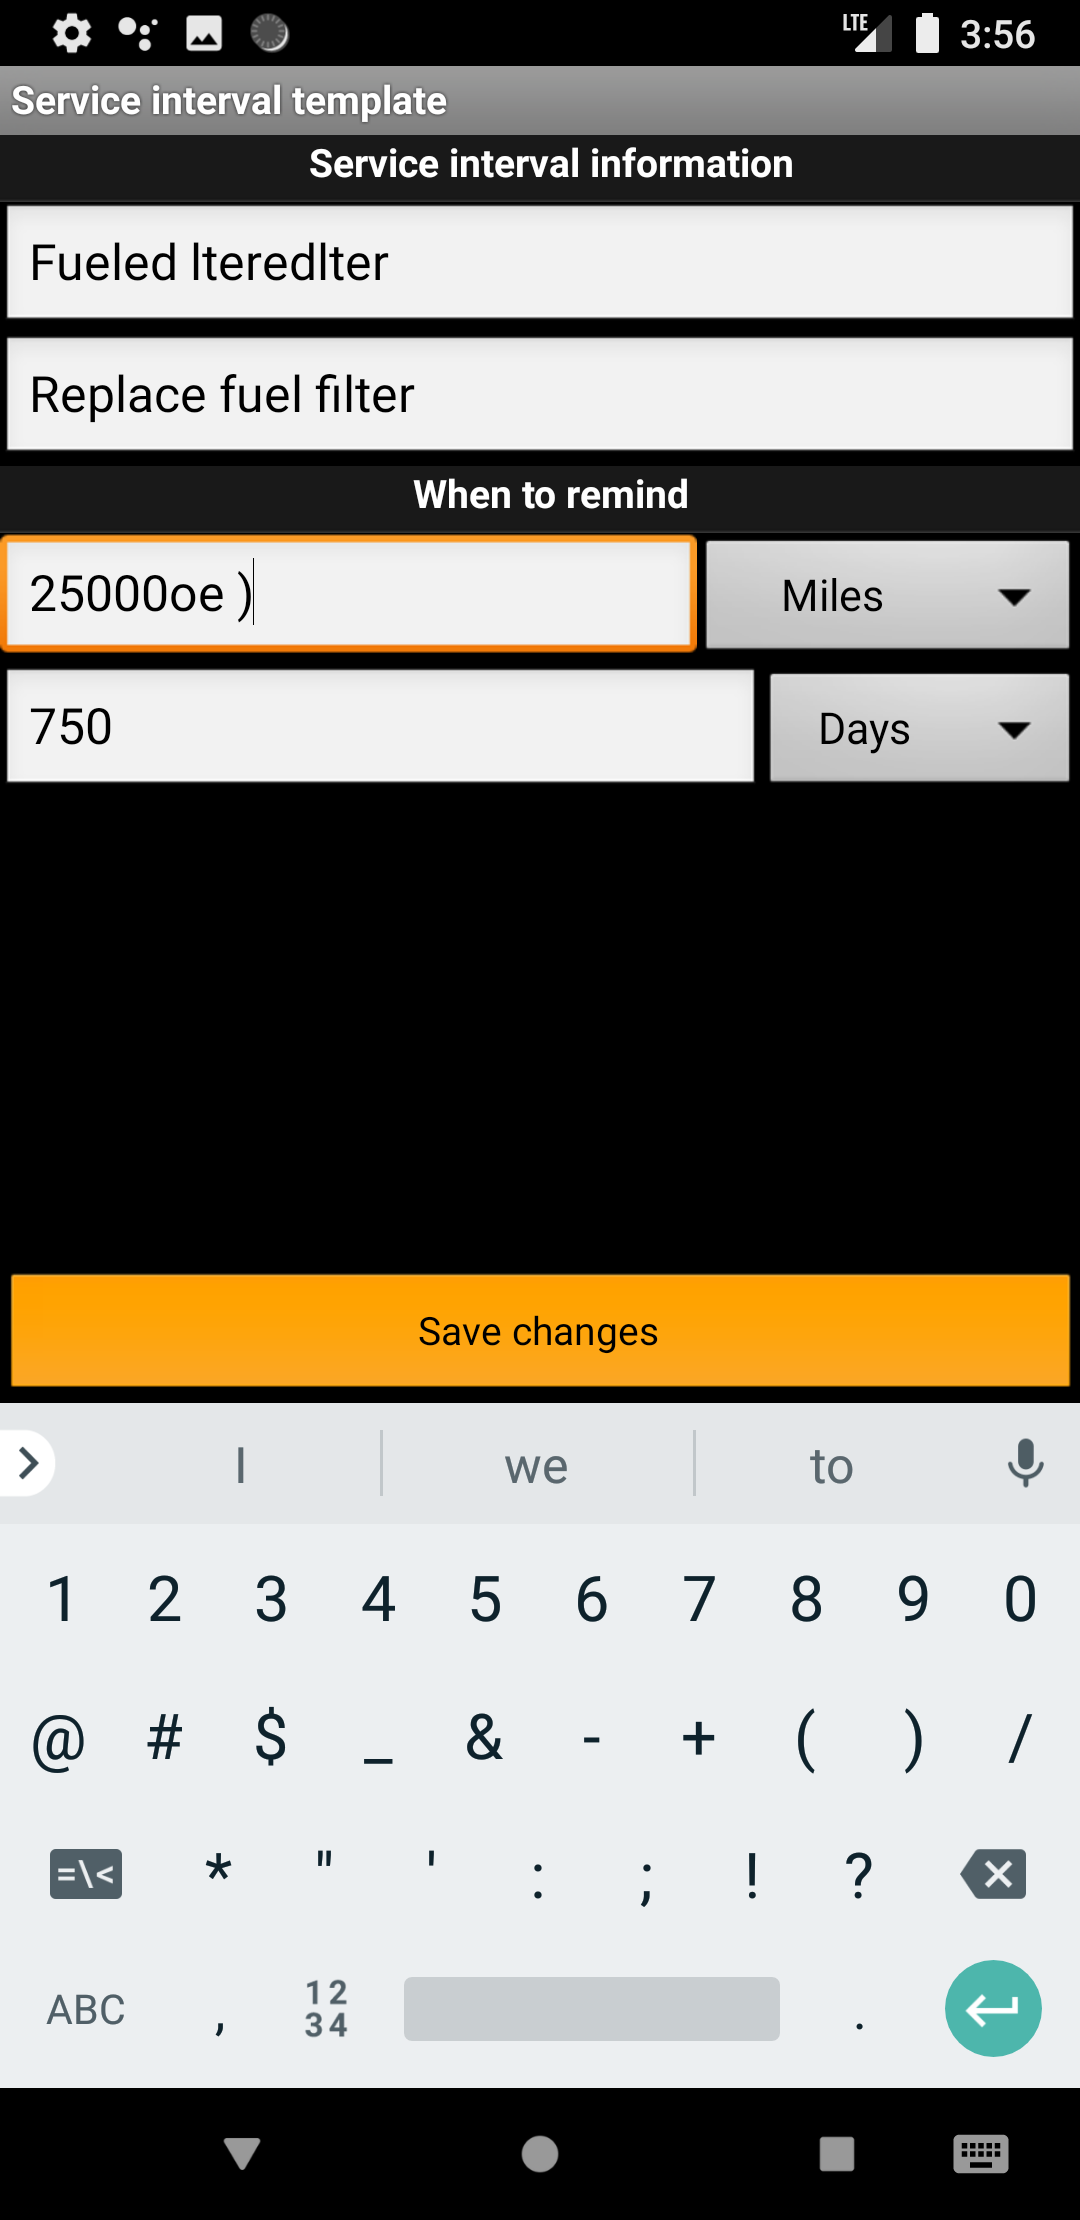 LTE 3:56
Service interval template
Service interval information
Fueled lteredlter
Replace fuel filter
When to remind
25000oe )
Miles
750
Days
Save changes
I we to
1 2 3 4 5 6 7 8 9 0
@ # $ _ & - + ( ) /
=\< * " ' : ; ! ?
ABC , 12 34 .